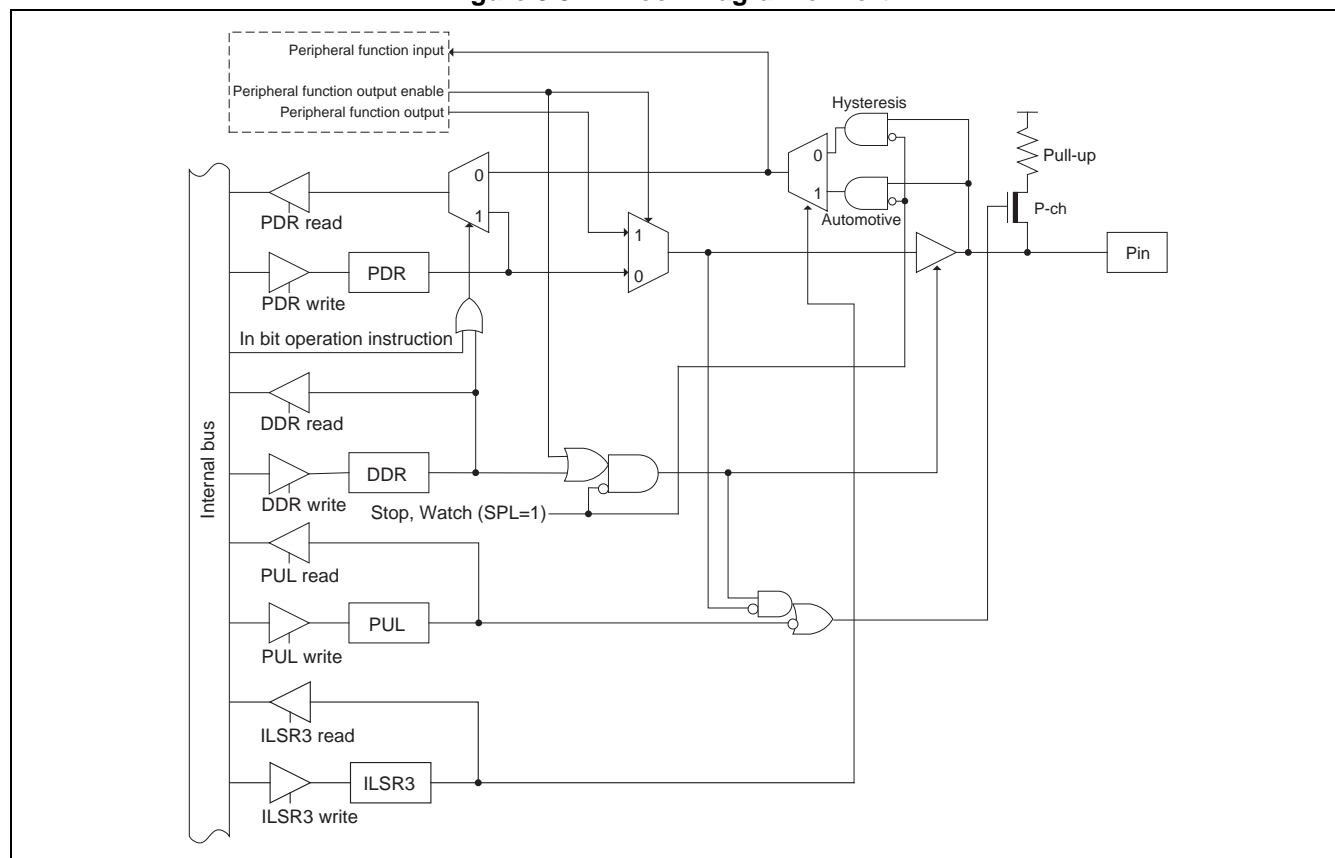 Peripheral function input
Peripheral function output enable
Peripheral function output
Hysteresis
0
1
Automotive
Pull-up
P-ch
Pin
0
1
PDR read
1
0
PDR write
PDR
In bit operation instruction
DDR read
DDR
DDR write
Stop, Watch (SPL=1)
Internal bus
PUL read
PUL
PUL write
ILSR3 read
ILSR3
ILSR3 write